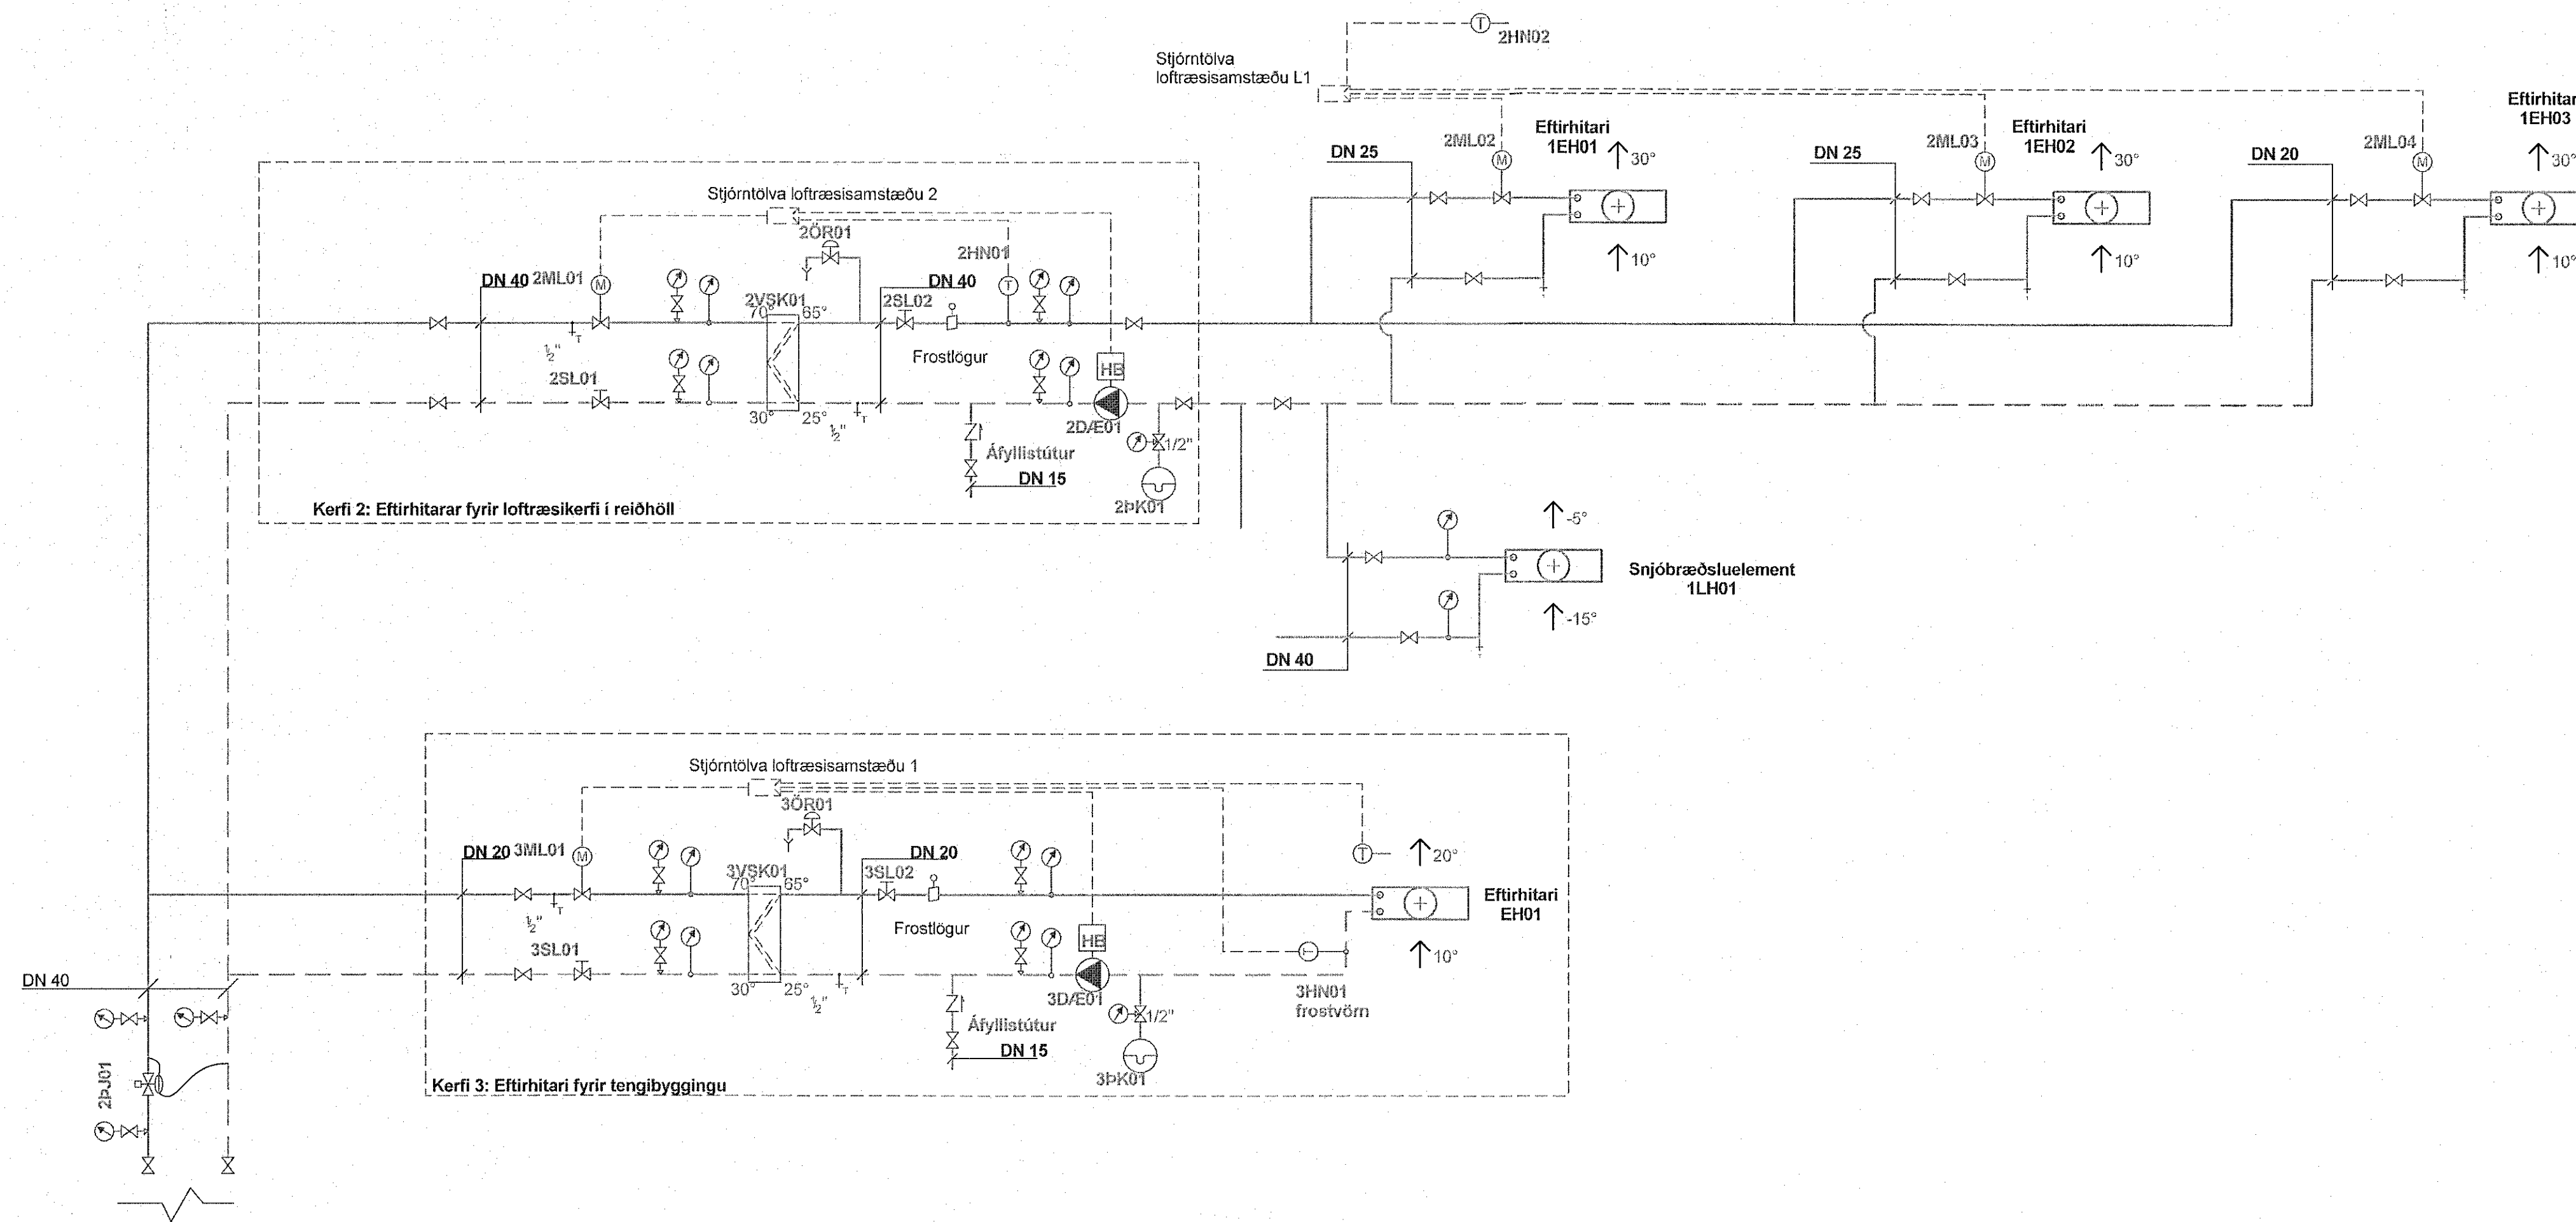 T
2HN02
Stjórntölva
loftræsisamstæðu L1
DN 25
2ML02
M
Eftirhitari
1EH01
30°
10°
DN 25
2ML03
M
Eftirhitari
1EH02
30°
10°
DN 20
2ML04
M
Eftirhitar
1EH03
30°
10°
Stjórntölva loftræsisamstæðu 2
2ÖR01
2HN01
DN 40
2ML01
M
2VSK01
70°
65°
2SL02
DN 40
T
½"
T
2SL01
Frostlögur
HB
30°
25°
½"
T
2DÆ01
1/2"
Áfyllistútur
DN 15
2ÞK01
Kerfi 2: Eftirhitarar fyrir loftræsikerfi í reiðhöll
-5°
-15°
Snjóbræðsluelement
1LH01
DN 40
Stjórntölva loftræsisamstæðu 1
3ÖR01
DN 20
3ML01
M
3VSK01
70°
65°
3SL02
DN 20
T
20°
½"
T
3SL01
Frostlögur
HB
Eftirhitari
EH01
10°
T
30°
25°
½"
T
3DÆ01
1/2"
3HN01
frostvörn
Áfyllistútur
DN 15
3ÞK01
Kerfi 3: Eftirhitari fyrir tengibyggingu
DN 40
2ÞJ01